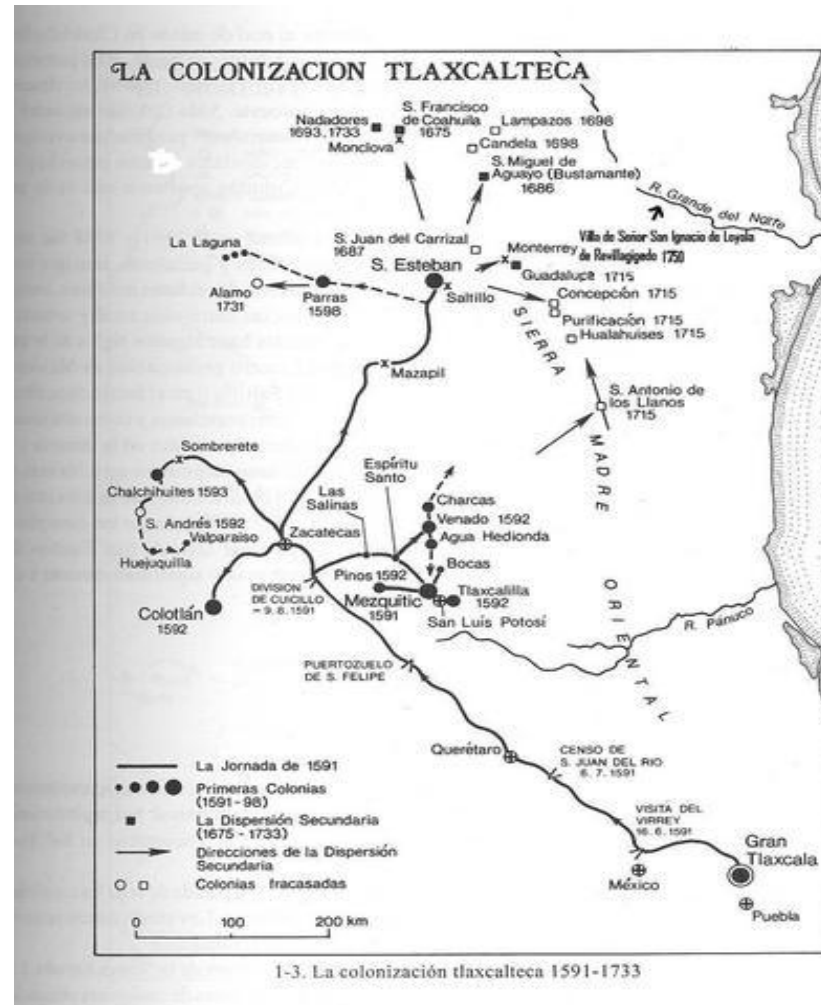 LA COLONIZACION TLAXCALTECA
Nadadores
1693, 1733
S. Francisco
de Coahuila
1675
Monclova
Lampazos 1698
Candela 1698
S. Miguel de
Aguayo (Bustamante)
1686
R. Grande del Norte
Villa de Señor San Ignacio de Loyola
de Revillagigedo 1750
La Laguna
S. Juan del Carrizal
1687
S. Esteban
Monterrey
Guadalupe 1715
Alamo
1731
Parras
1598
Saltillo
Concepción 1715
Purificación 1715
Hualahuises 1715
SIERRA MADRE ORIENTAL
Mazapil
S. Antonio de
los Llanos
1715
Sombrerete
Chalchihuites 1593
S. Andrés 1592
Valparaiso
Huejuquilla
Zacatecas
Las
Salinas
Espíritu
Santo
Charcas
Venado 1592
Agua Hedionda
Bocas
Pinos 1592
Mezquitic
1591
Tlaxcalilla
1592
San Luís Potosí
Colotlán
1592
DIVISION
DE CUICILLO
= 9. 8. 1591
R. Pánuco
PUERTOZUELO
DE S. FELIPE
Querétaro
CENSO DE
S. JUAN DEL RIO
6. 7. 1591
VISITA DEL
VIRREY
16. 6. 1591
Gran
Tlaxcala
México
Puebla
La Jornada de 1591
Primeras Colonias
(1591-98)
La Dispersión Secundaria
(1675 - 1733)
Direcciones de la Dispersión
Secundaria
Colonias fracasadas
0 100 200 km
1-3. La colonización tlaxcalteca 1591-1733